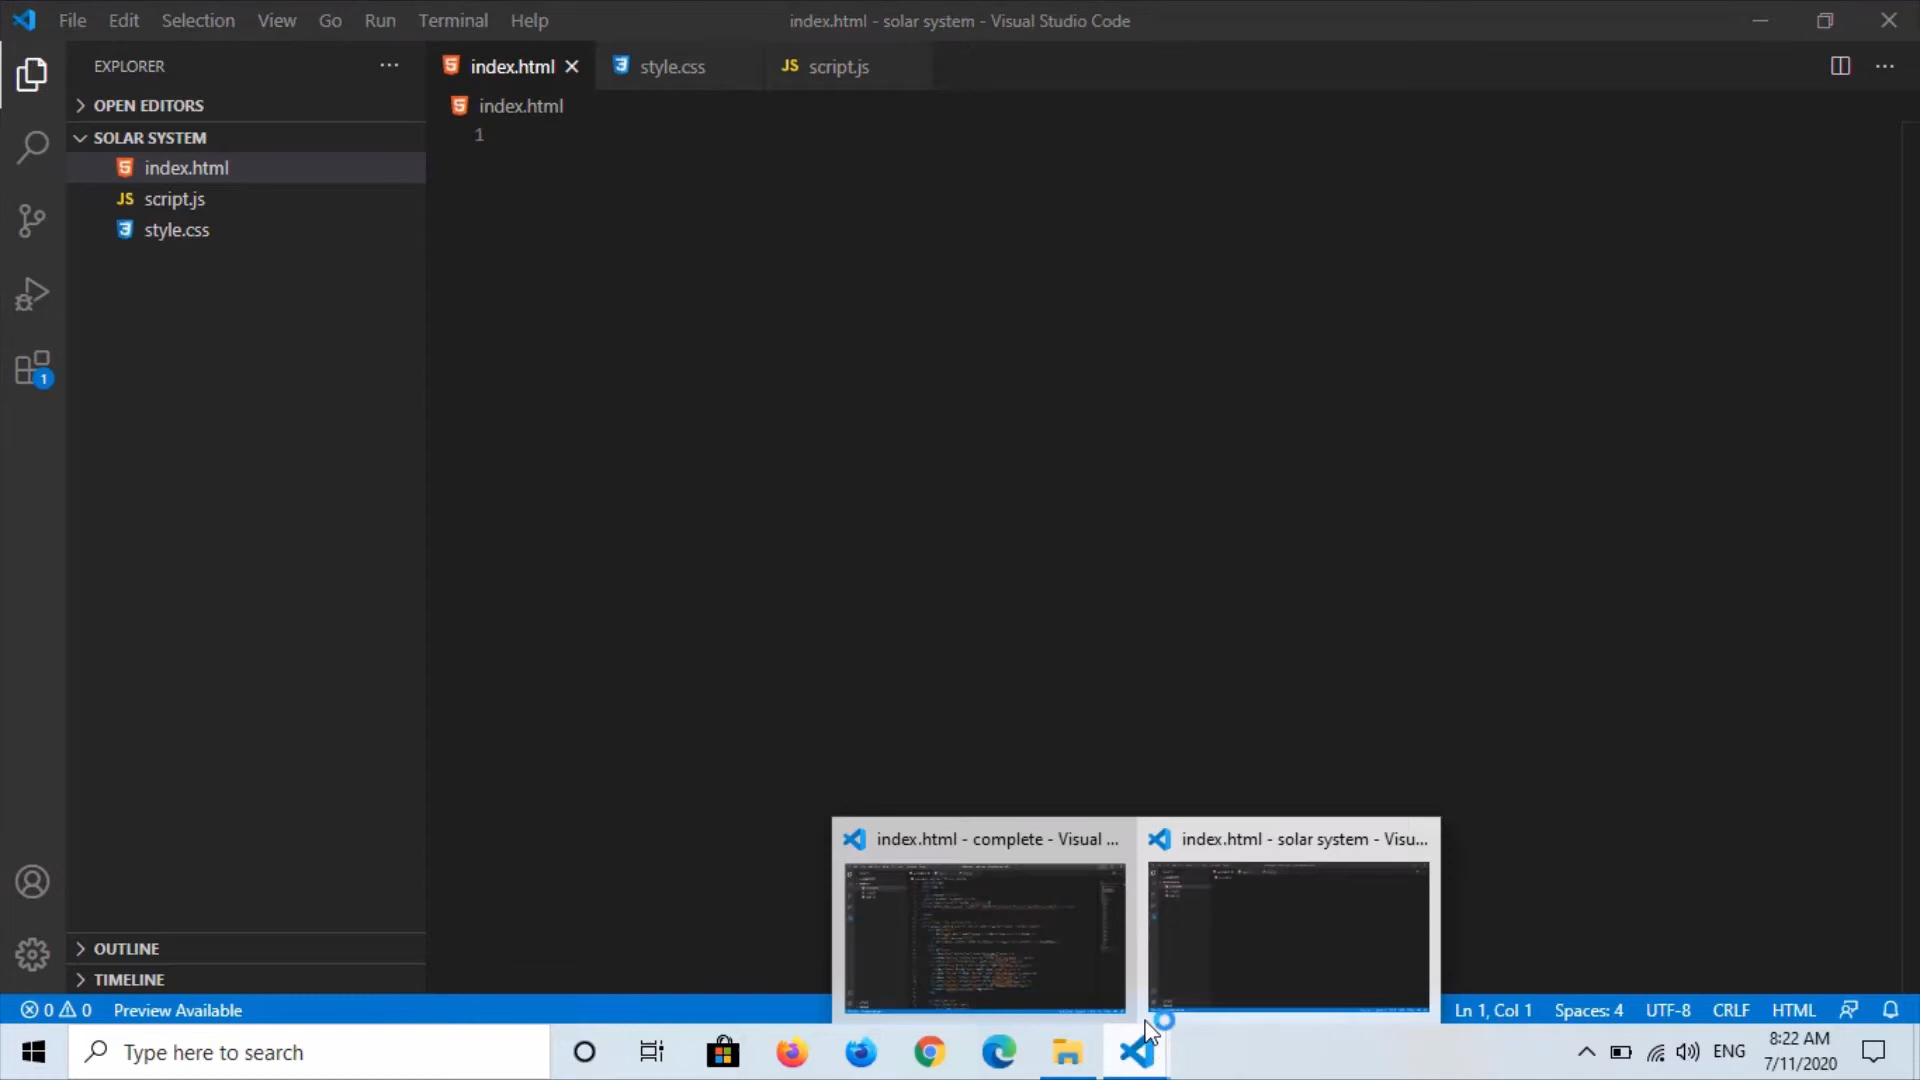 File Edit Selection View Go Run Terminal Help
index.html - solar system - Visual Studio Code
EXPLORER
OPEN EDITORS
SOLAR SYSTEM
index.html
JS script.js
style.css
index.html
style.css
JS script.js
index.html
1
1
OUTLINE
TIMELINE
index.html - complete - Visual ...
index.html - solar system - Visu...
0 0 Preview Available
Ln 1, Col 1 Spaces: 4 UTF-8 CRLF HTML
Type here to search
ENG
8:22 AM
7/11/2020